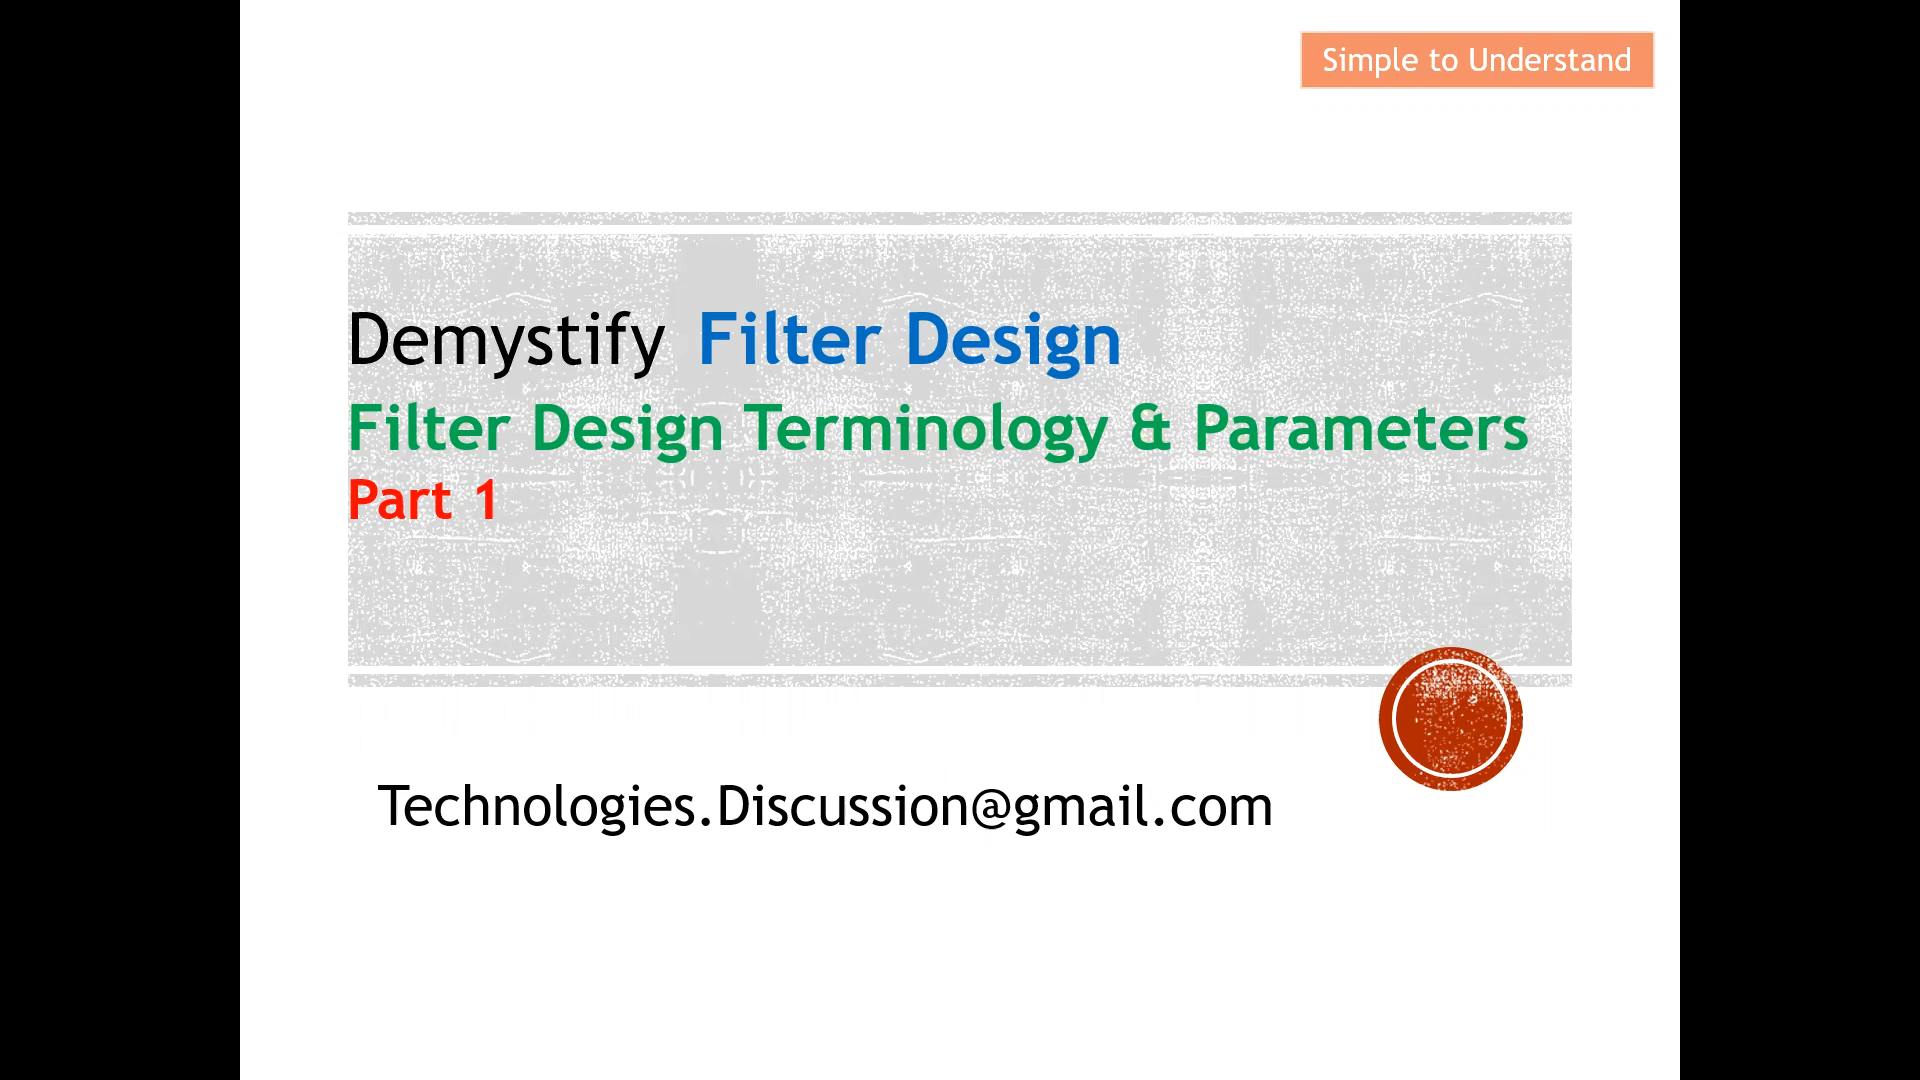 Simple to Understand
Demystify Filter Design
Filter Design Terminology & Parameters
Part 1
Technologies.Discussion@gmail.com